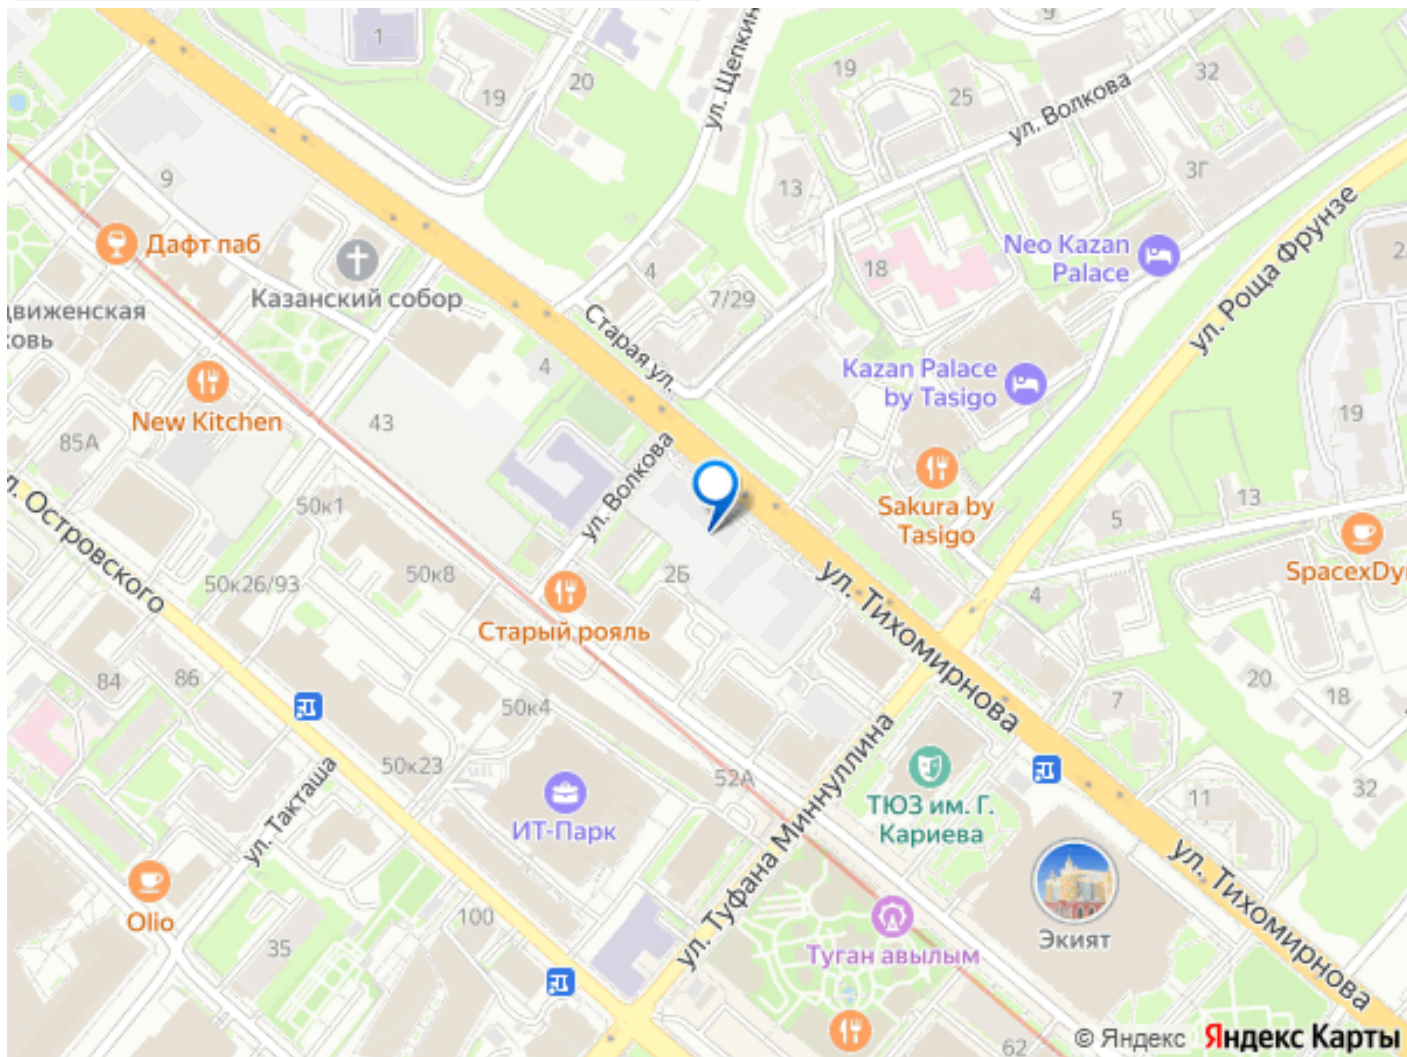 1
9
ул. Щепкин
20
19
19
25
32
ул. Волкова
3Г
9
13
Дафт паб
Казанский собор
движенская
овь
4
18
7/29
Neo Kazan
Palace
ул. Роща Фрунзе
Старая ул.
4
New Kitchen
43
85А
Kazan Palace
by Tasigo
19
ул. Волкова
Sakura by
Tasigo
13
5
50к1
ул. Островского
50к26/93
50к8
2Б
Старый рояль
ул. Тихомирнова
SpacexDy
4
84
86
50к4
20
18
7
50к23
52А
ул. Такташа
ИТ-Парк
ТЮЗ им. Г.
Кариева
11
32
ул. Туфана Миннуллина
ул. Тихомирнова
Olio
100
35
Туган авылым
Экият
62
© Яндекс Яндекс Карты